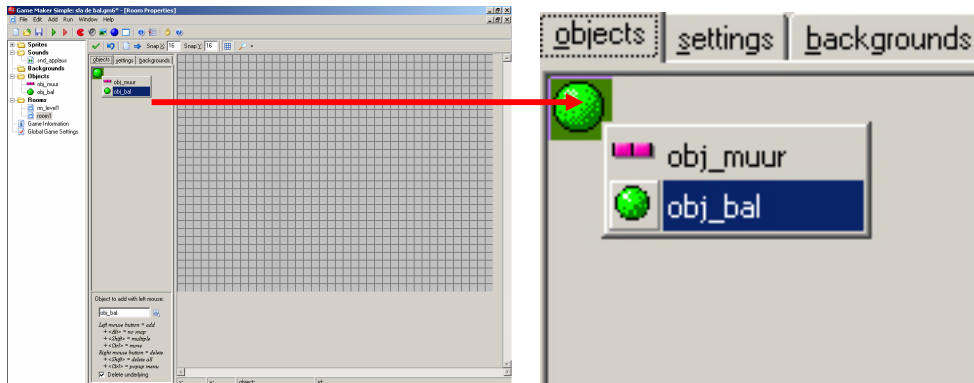 Game Maker Simple: sla de bal.gm6* - [Room Properties]
File Edit Add Run Window Help
Snap X: 16 Snap Y: 16
Sprites
Sounds
snd_applaus
Backgrounds
Objects
obj_muur
obj_bal
Rooms
rm_level1
room1
Game Information
Global Game Settings
objects settings backgrounds
obj_muur
obj_bal
Object to add with left mouse:
obj_bal
Left mouse button = add
+ <Alt> = no snap
+ <Shift> = multiple
+ <Ctrl> = move
Right mouse button = delete
+ <Shift> = delete all
+ <Ctrl> = popup menu
Delete underlying
x: y: object: id:
objects settings backgrounds
obj_muur
obj_bal